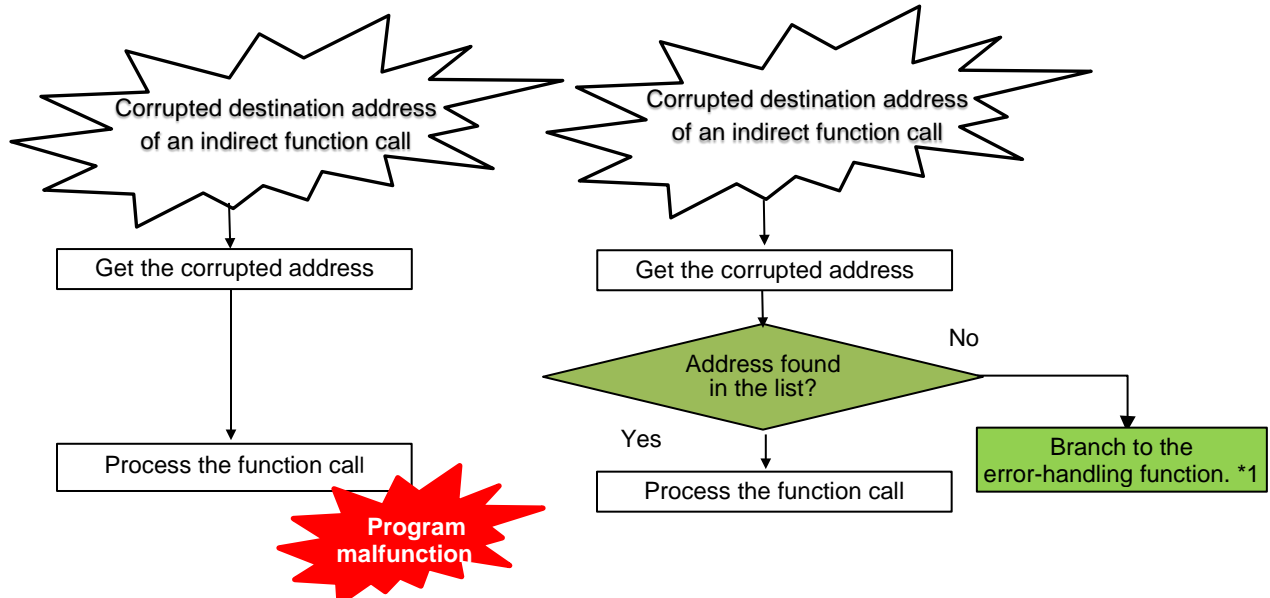 Corrupted destination address
of an indirect function call
Get the corrupted address
Process the function call
Program
malfunction
Corrupted destination address
of an indirect function call
Get the corrupted address
Address found
in the list?
No
Yes
Branch to the
error-handling function. *1
Process the function call